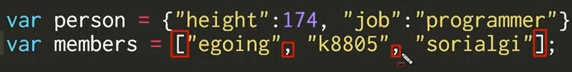 var person = {"height":174, "job":"programmer"}
var members = ["egoing", "k8805", "sorialgi"];